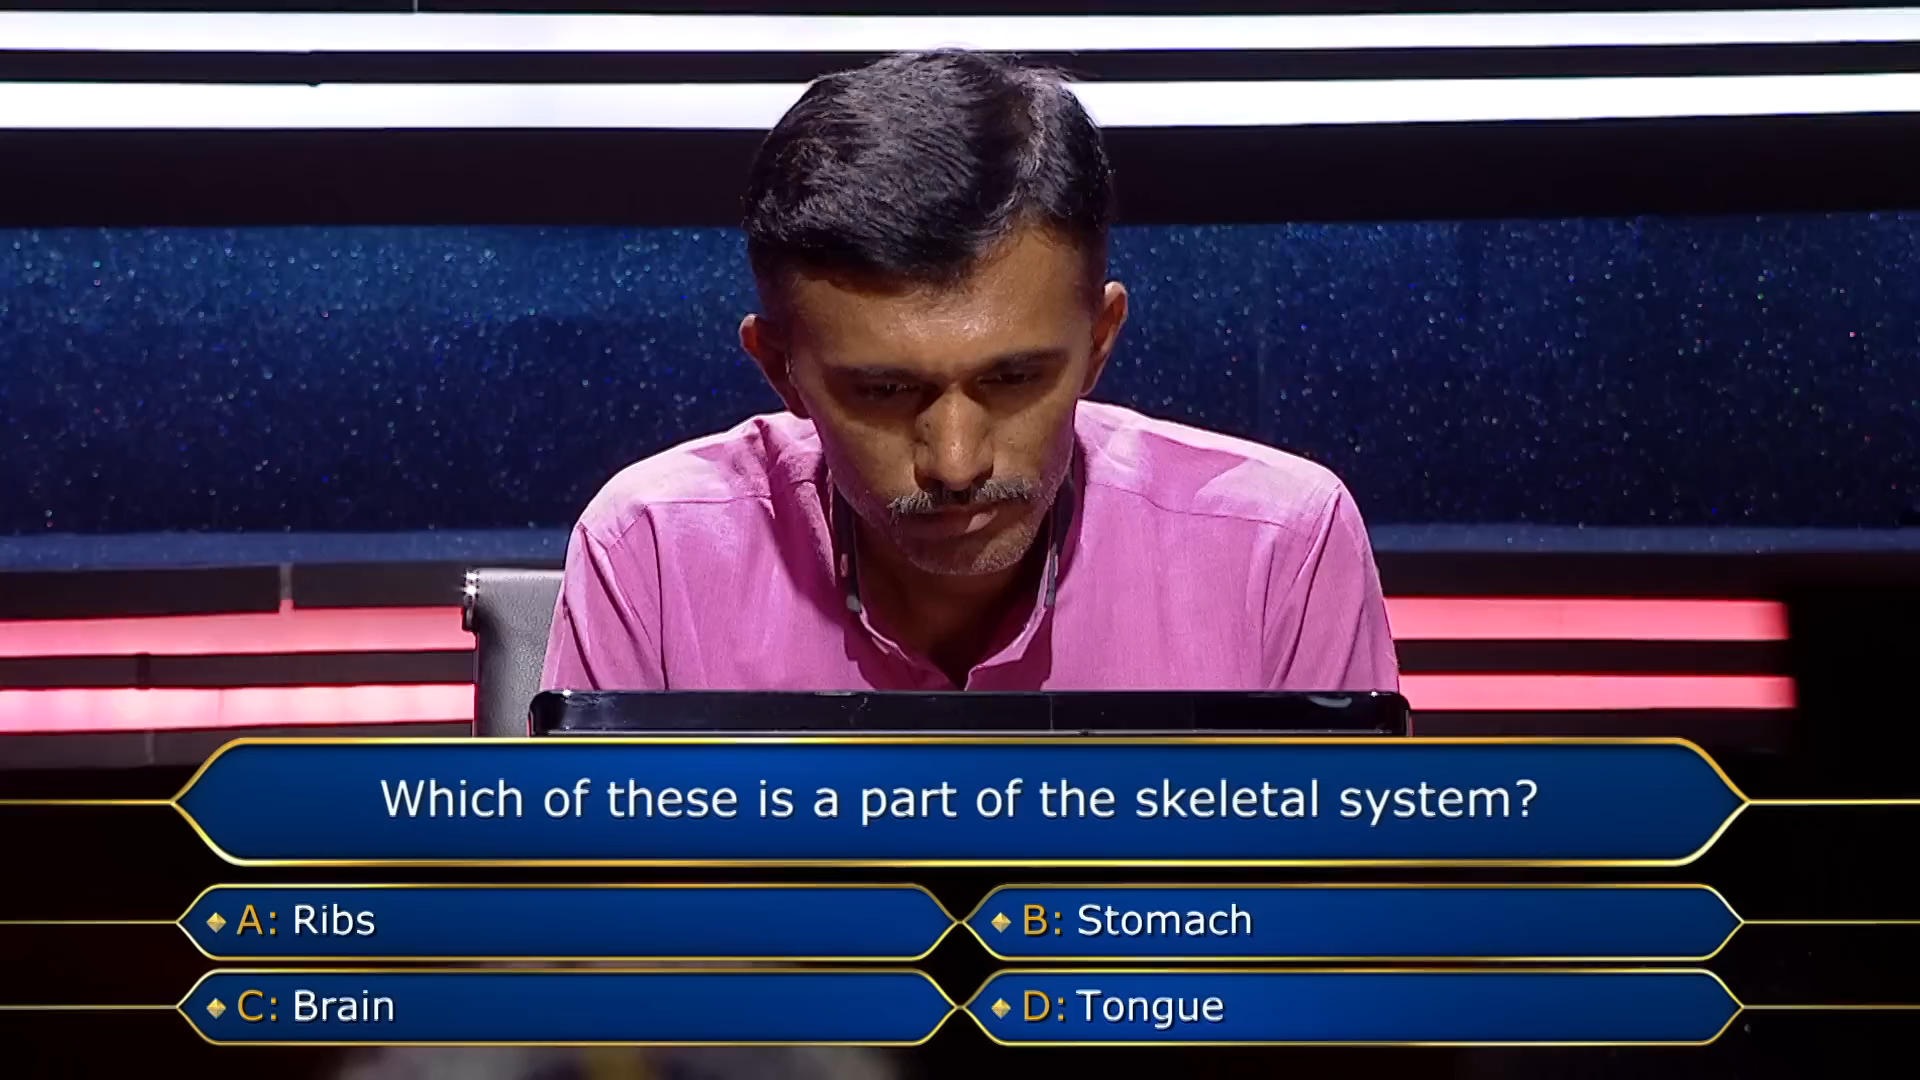 Which of these is a part of the skeletal system?
A: Ribs
B: Stomach
C: Brain
D: Tongue